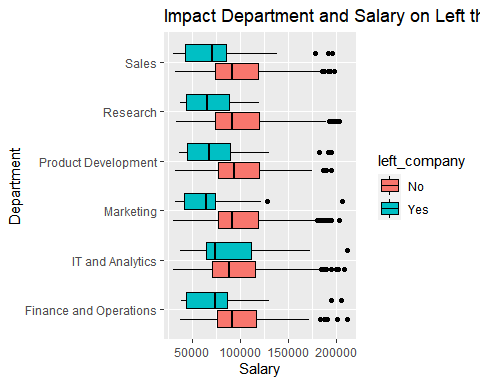 Impact Department and Salary on Left th
Sales
Research
Product Development
Marketing
IT and Analytics
Finance and Operations
Department
50000 100000 150000 200000
Salary
left_company
No
Yes